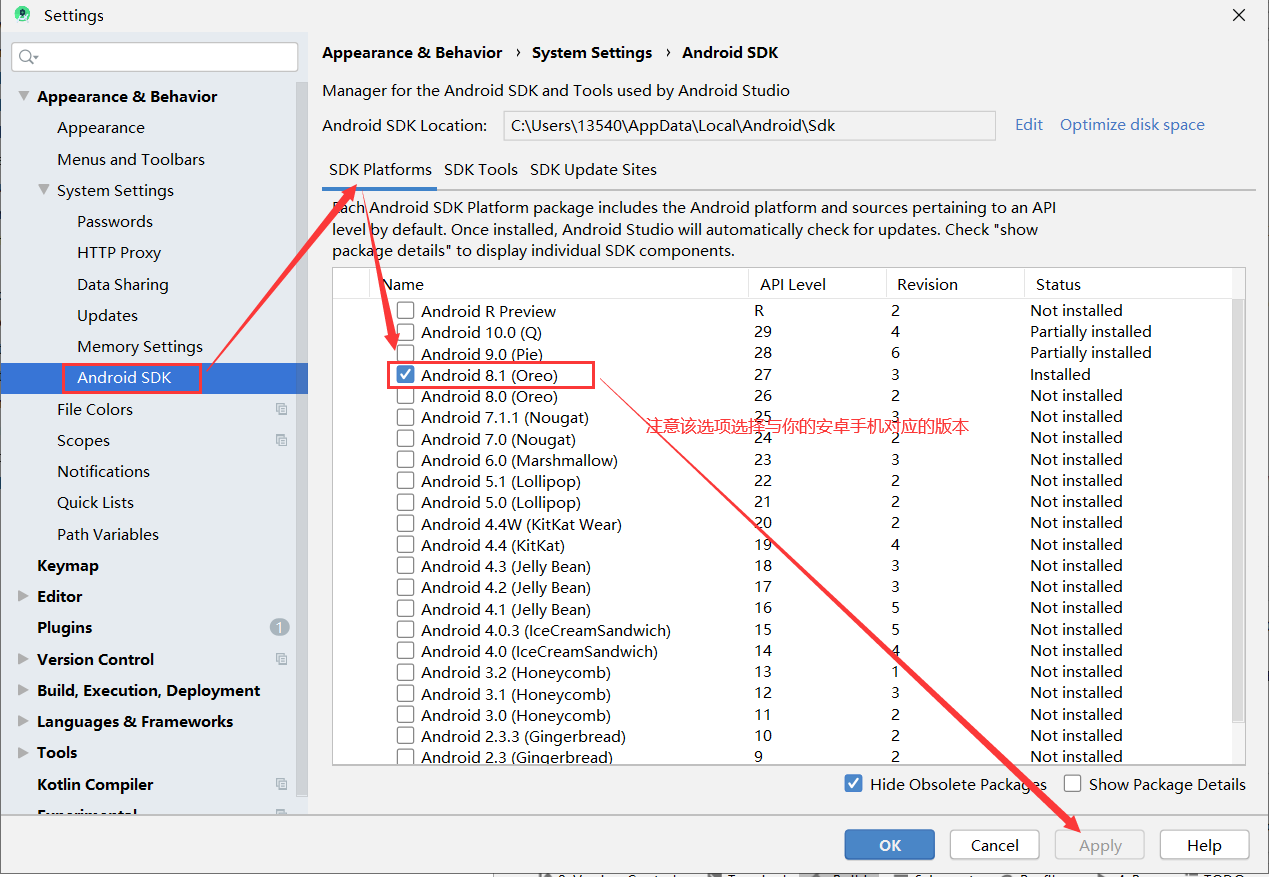 Settings
Appearance & Behavior
Appearance
Menus and Toolbars
System Settings
Passwords
HTTP Proxy
Data Sharing
Updates
Memory Settings
Android SDK
File Colors
Scopes
Notifications
Quick Lists
Path Variables
Keymap
Editor
Plugins 1
Version Control
Build, Execution, Deployment
Languages & Frameworks
Tools
Kotlin Compiler
Experimental
Appearance & Behavior › System Settings › Android SDK
Manager for the Android SDK and Tools used by Android Studio
Android SDK Location: C:\Users\13540\AppData\Local\Android\Sdk Edit Optimize disk space
SDK Platforms SDK Tools SDK Update Sites
Each Android SDK Platform package includes the Android platform and sources pertaining to an API
level by default. Once installed, Android Studio will automatically check for updates. Check "show
package details" to display individual SDK components.
Name API Level Revision Status
Android R Preview R 2 Not installed
Android 10.0 (Q) 29 4 Partially installed
Android 9.0 (Pie) 28 6 Partially installed
Android 8.1 (Oreo) 27 3 Installed
Android 8.0 (Oreo) 26 2 Not installed
Android 7.1.1 (Nougat) 25 3 Not installed
注意该选项选择与你的安卓手机对应的版本
Android 7.0 (Nougat) 24 2 Not installed
Android 6.0 (Marshmallow) 23 3 Not installed
Android 5.1 (Lollipop) 22 2 Not installed
Android 5.0 (Lollipop) 21 2 Not installed
Android 4.4W (KitKat Wear) 20 2 Not installed
Android 4.4 (KitKat) 19 4 Not installed
Android 4.3 (Jelly Bean) 18 3 Not installed
Android 4.2 (Jelly Bean) 17 3 Not installed
Android 4.1 (Jelly Bean) 16 5 Not installed
Android 4.0.3 (IceCreamSandwich) 15 5 Not installed
Android 4.0 (IceCreamSandwich) 14 4 Not installed
Android 3.2 (Honeycomb) 13 1 Not installed
Android 3.1 (Honeycomb) 12 3 Not installed
Android 3.0 (Honeycomb) 11 2 Not installed
Android 2.3.3 (Gingerbread) 10 2 Not installed
Android 2.3 (Gingerbread) 9 2 Not installed
Hide Obsolete Packages Show Package Details
OK Cancel Apply Help